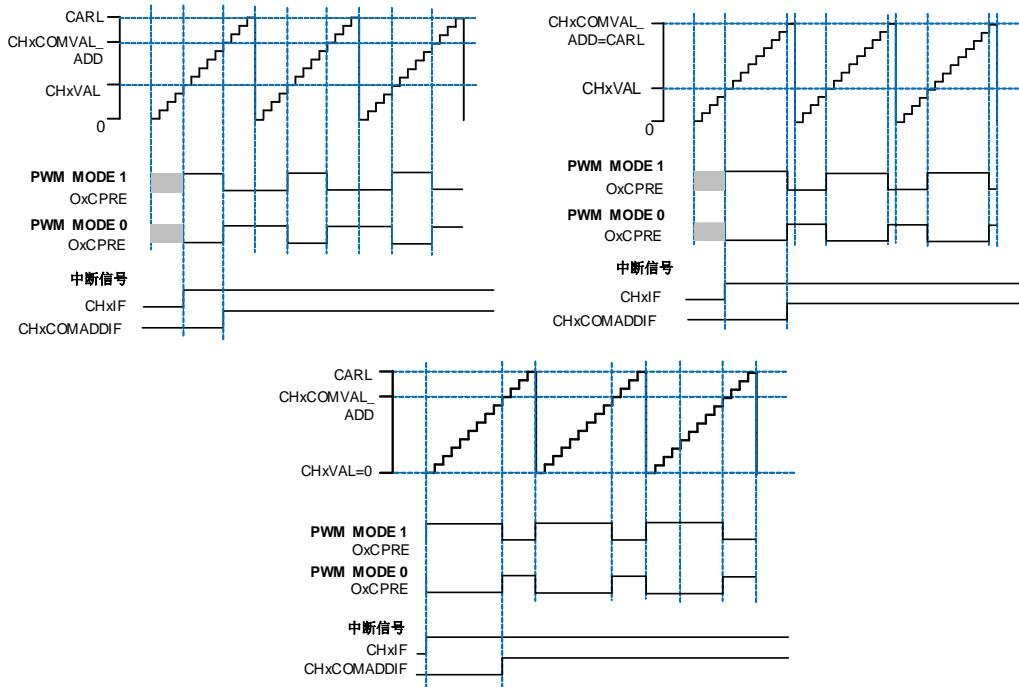 CARL
CHxCOMVAL_
ADD
CHxVAL
0
PWM MODE 1
OxCPRE
PWM MODE 0
OxCPRE
中断信号
CHxIF
CHxCOMADDIF
CHxCOMVAL_
ADD=CARL
CHxVAL
0
PWM MODE 1
OxCPRE
PWM MODE 0
OxCPRE
中断信号
CHxIF
CHxCOMADDIF
CARL
CHxCOMVAL_
ADD
CHxVAL=0
PWM MODE 1
OxCPRE
PWM MODE 0
OxCPRE
中断信号
CHxIF
CHxCOMADDIF